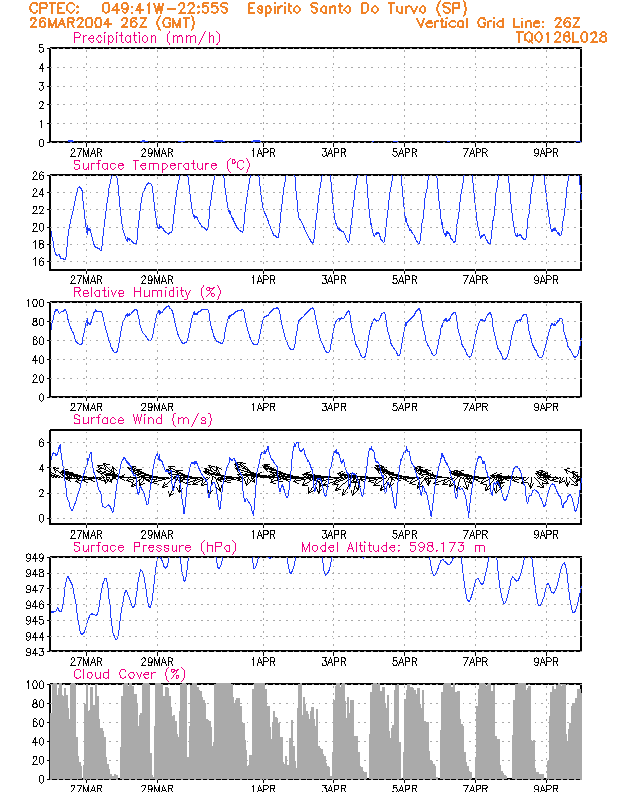 CPTEC: 049:41W-22:55S Espirito Santo Do Turvo (SP)
26MAR2004 26Z (GMT) Vertical Grid Line: 26Z
Precipitation (mm/h) TQ0126L028
5
4
3
2
1
0
27MAR 29MAR 1APR 3APR 5APR 7APR 9APR
Surface Temperature (°C)
26
24
22
20
18
16
27MAR 29MAR 1APR 3APR 5APR 7APR 9APR
Relative Humidity (%)
100
80
60
40
20
0
27MAR 29MAR 1APR 3APR 5APR 7APR 9APR
Surface Wind (m/s)
6
4
2
0
27MAR 29MAR 1APR 3APR 5APR 7APR 9APR
Surface Pressure (hPa) Model Altitude: 598.173 m
949
948
947
946
945
944
943
27MAR 29MAR 1APR 3APR 5APR 7APR 9APR
Cloud Cover (%)
100
80
60
40
20
0
27MAR 29MAR 1APR 3APR 5APR 7APR 9APR